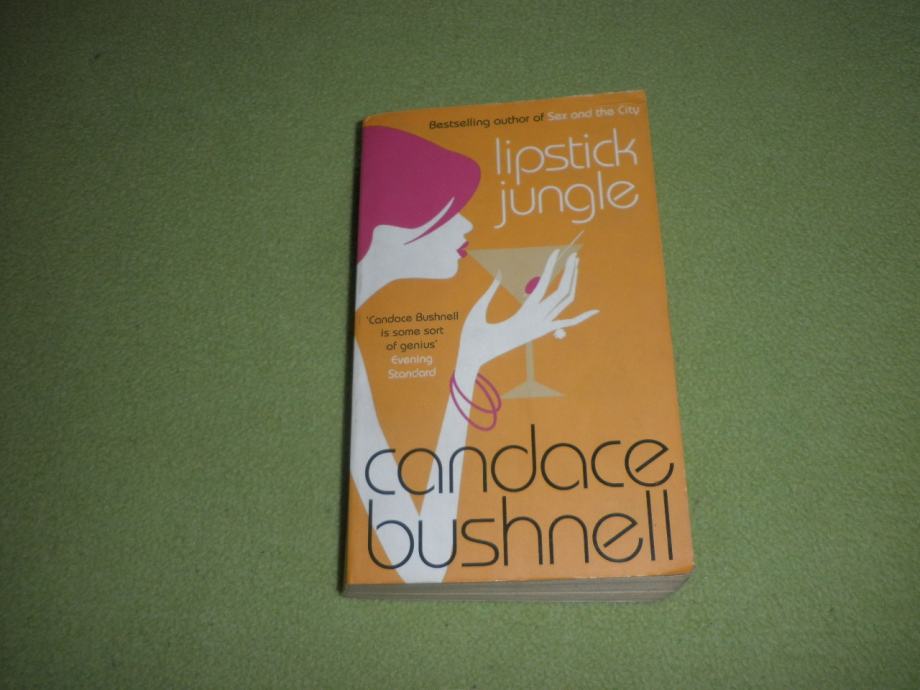 Bestselling author of Sex and the City
lipstick
jungle
'Candace Bushnell
is some sort
of genius'
Evening
Standard
candace
bushnell